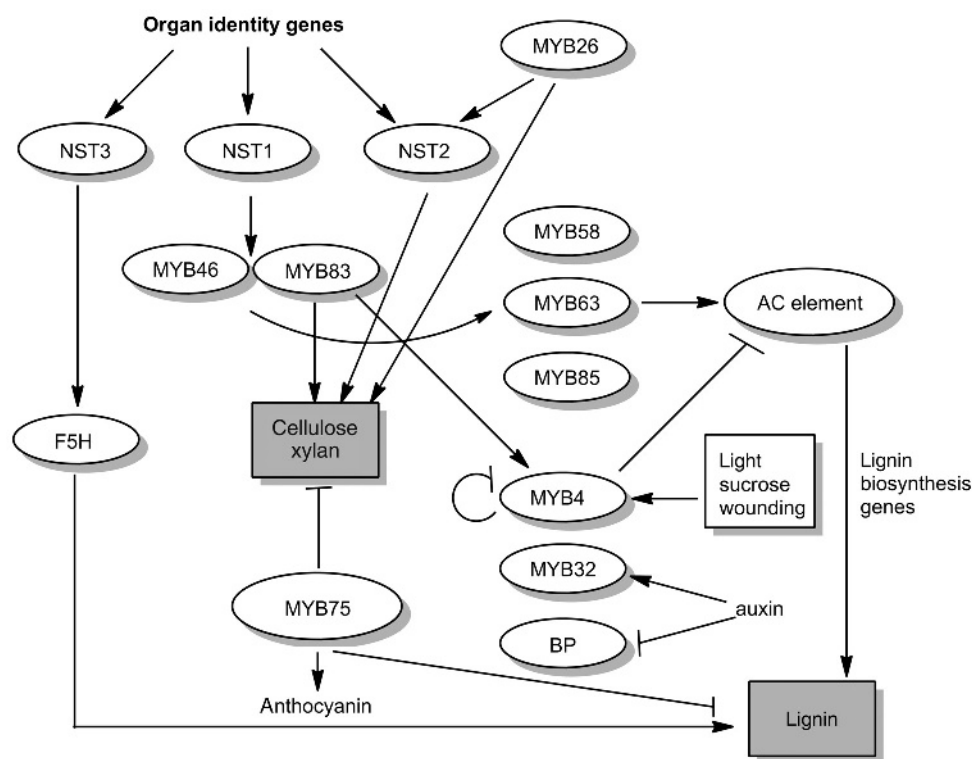 Organ identity genes
MYB26
NST3
NST1
NST2
MYB58
MYB46
MYB83
MYB63
AC element
MYB85
Cellulose
xylan
F5H
Light
sucrose
wounding
Lignin
biosynthesis
genes
MYB4
MYB32
MYB75
auxin
BP
Anthocyanin
Lignin